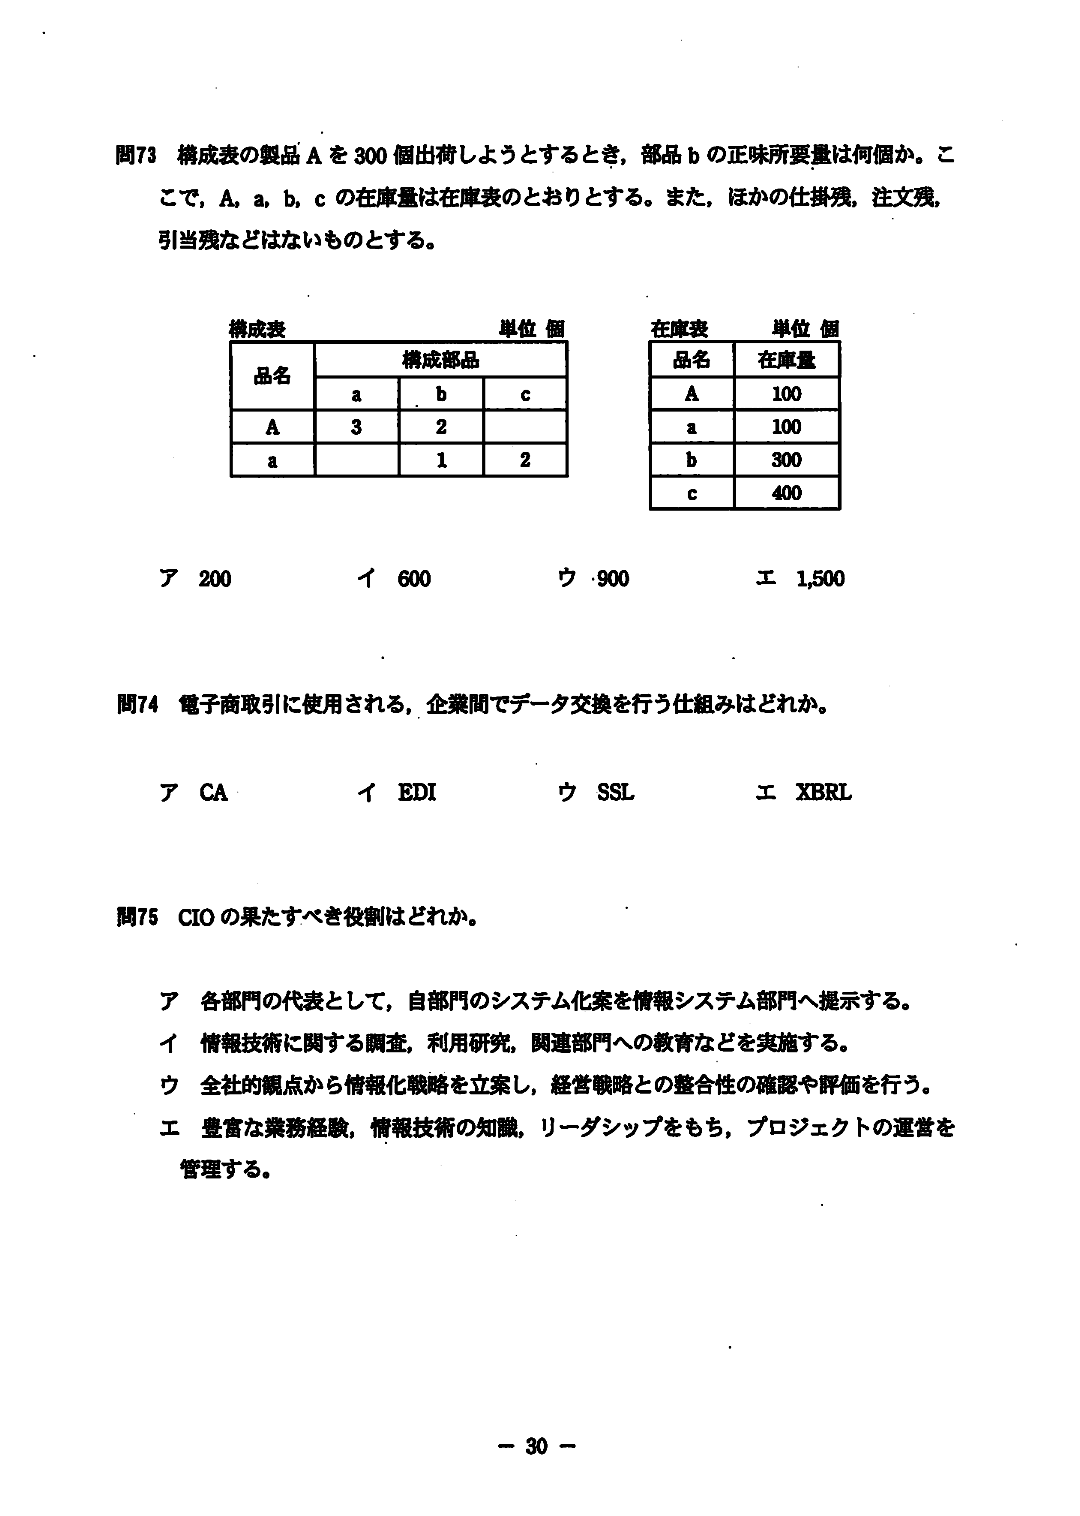 問73 構成表の製品 A を 300 個出荷しようとするとき，部品 b の正味所要量は何個か。こ
こで，A，a，b，c の在庫量は在庫表のとおりとする。また，ほかの仕掛残，注文残，
引当残などはないものとする。
構成表 単位 個 在庫表 単位 個
品名 構成部品 品名 在庫量
a b c A 100
A 3 2 a 100
a 1 2 b 300
c 400
ア 200 イ 600 ウ 900 エ 1,500
問74 電子商取引に使用される，企業間でデータ交換を行う仕組みはどれか。
ア CA イ EDI ウ SSL エ XBRL
問75 CIO の果たすべき役割はどれか。
ア 各部門の代表として，自部門のシステム化案を情報システム部門へ提示する。
イ 情報技術に関する調査，利用研究，関連部門への教育などを実施する。
ウ 全社的観点から情報化戦略を立案し，経営戦略との整合性の確認や評価を行う。
エ 豊富な業務経験，情報技術の知識，リーダシップをもち，プロジェクトの運営を
管理する。
― 30 ―